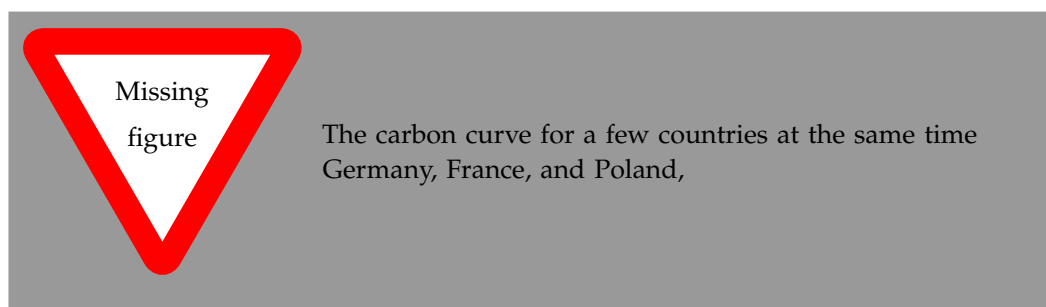 Missing
figure
The carbon curve for a few countries at the same time
Germany, France, and Poland,